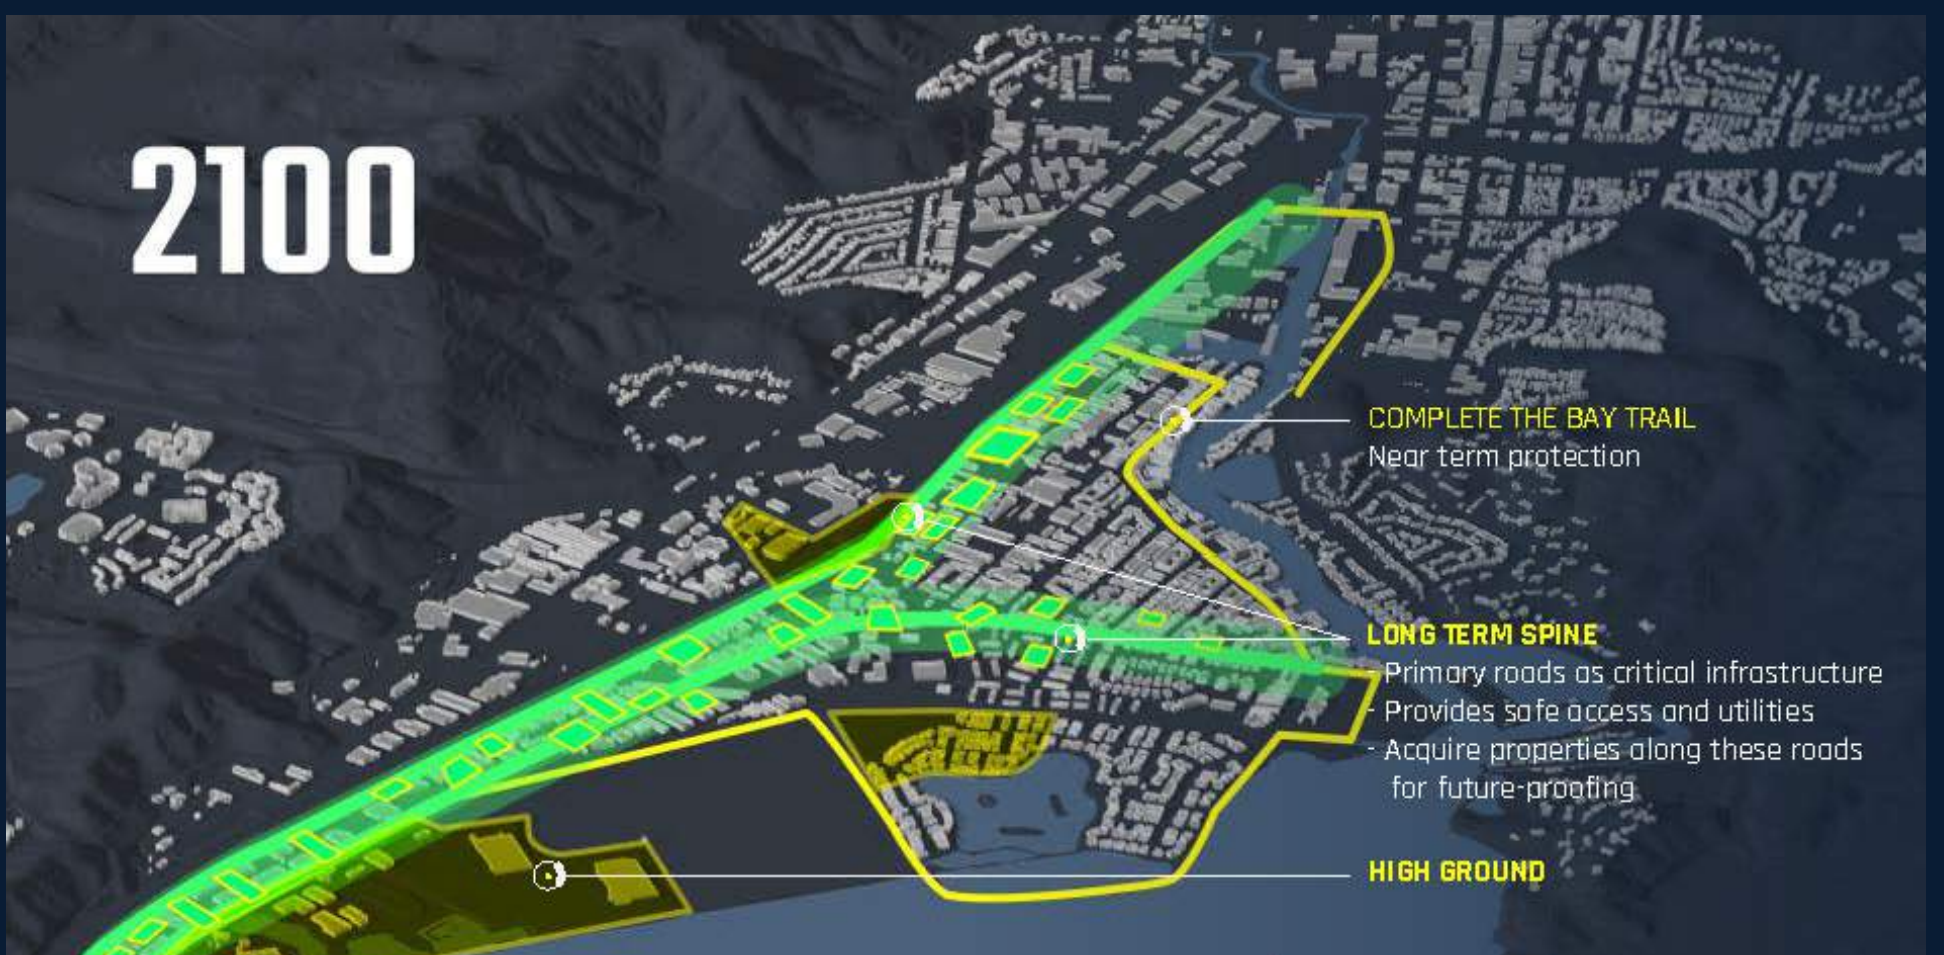 2100
COMPLETE THE BAY TRAIL
Near term protection
LONG TERM SPINE
- Primary roads as critical infrastructure
- Provides safe access and utilities
- Acquire properties along these roads
for future-proofing
HIGH GROUND